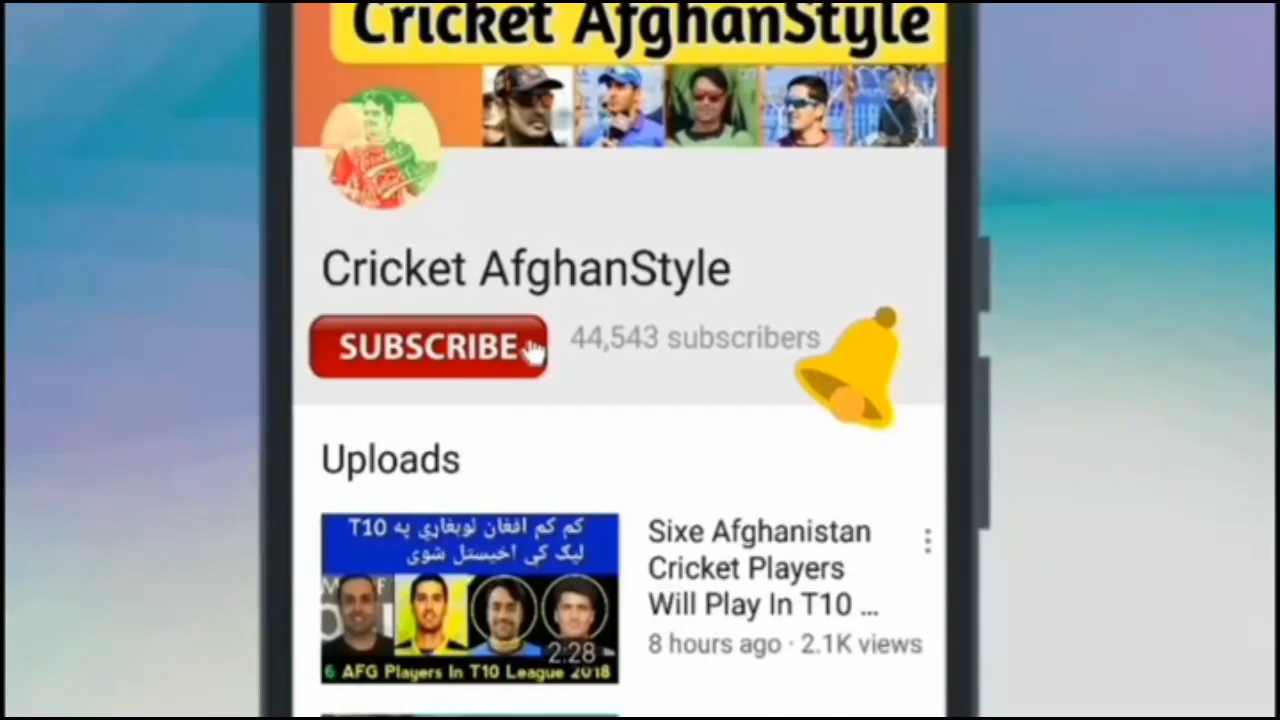 Cricket AfghanStyle
Cricket AfghanStyle
SUBSCRIBE
44,543 subscribers
Uploads
کم کم افغان لوبغاړي په T10
لیګ کې اخیستل شوی
2:28
6 AFG Players In T10 League 2018
Sixe Afghanistan
Cricket Players
Will Play In T10 ...
8 hours ago · 2.1K views